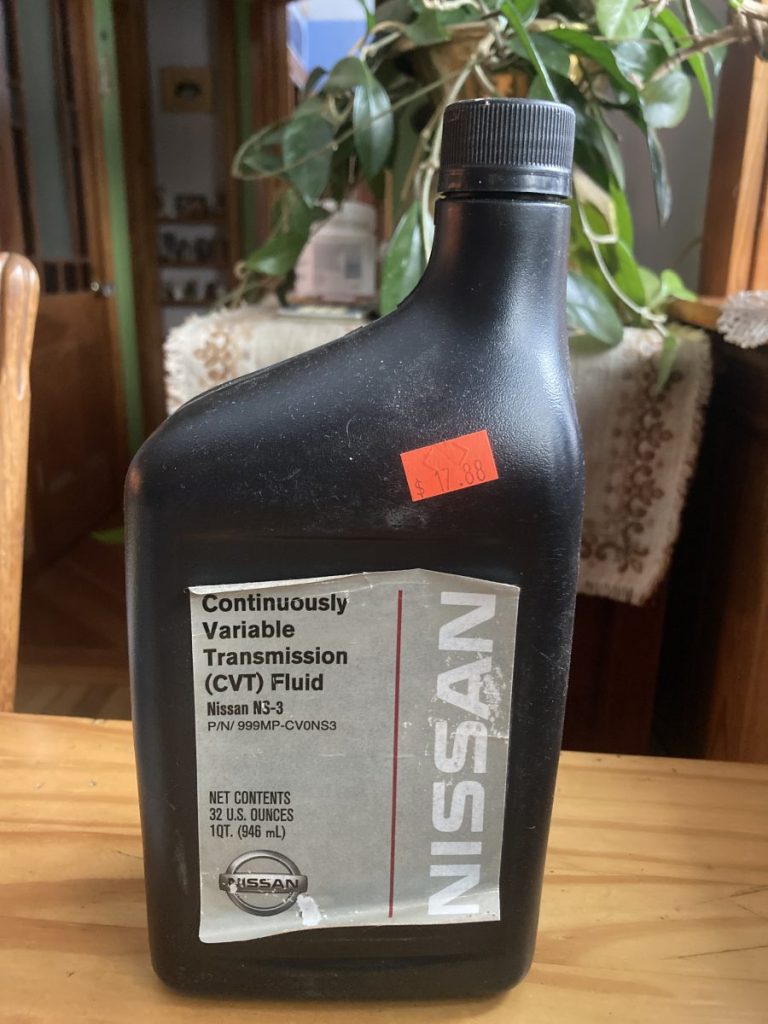 $ 17.88
Continuously
Variable
Transmission
(CVT) Fluid
Nissan NS-3
P/N/ 999MP-CV0NS3
NET CONTENTS
32 U.S. OUNCES
1QT. (946 mL)
NISSAN
NISSAN